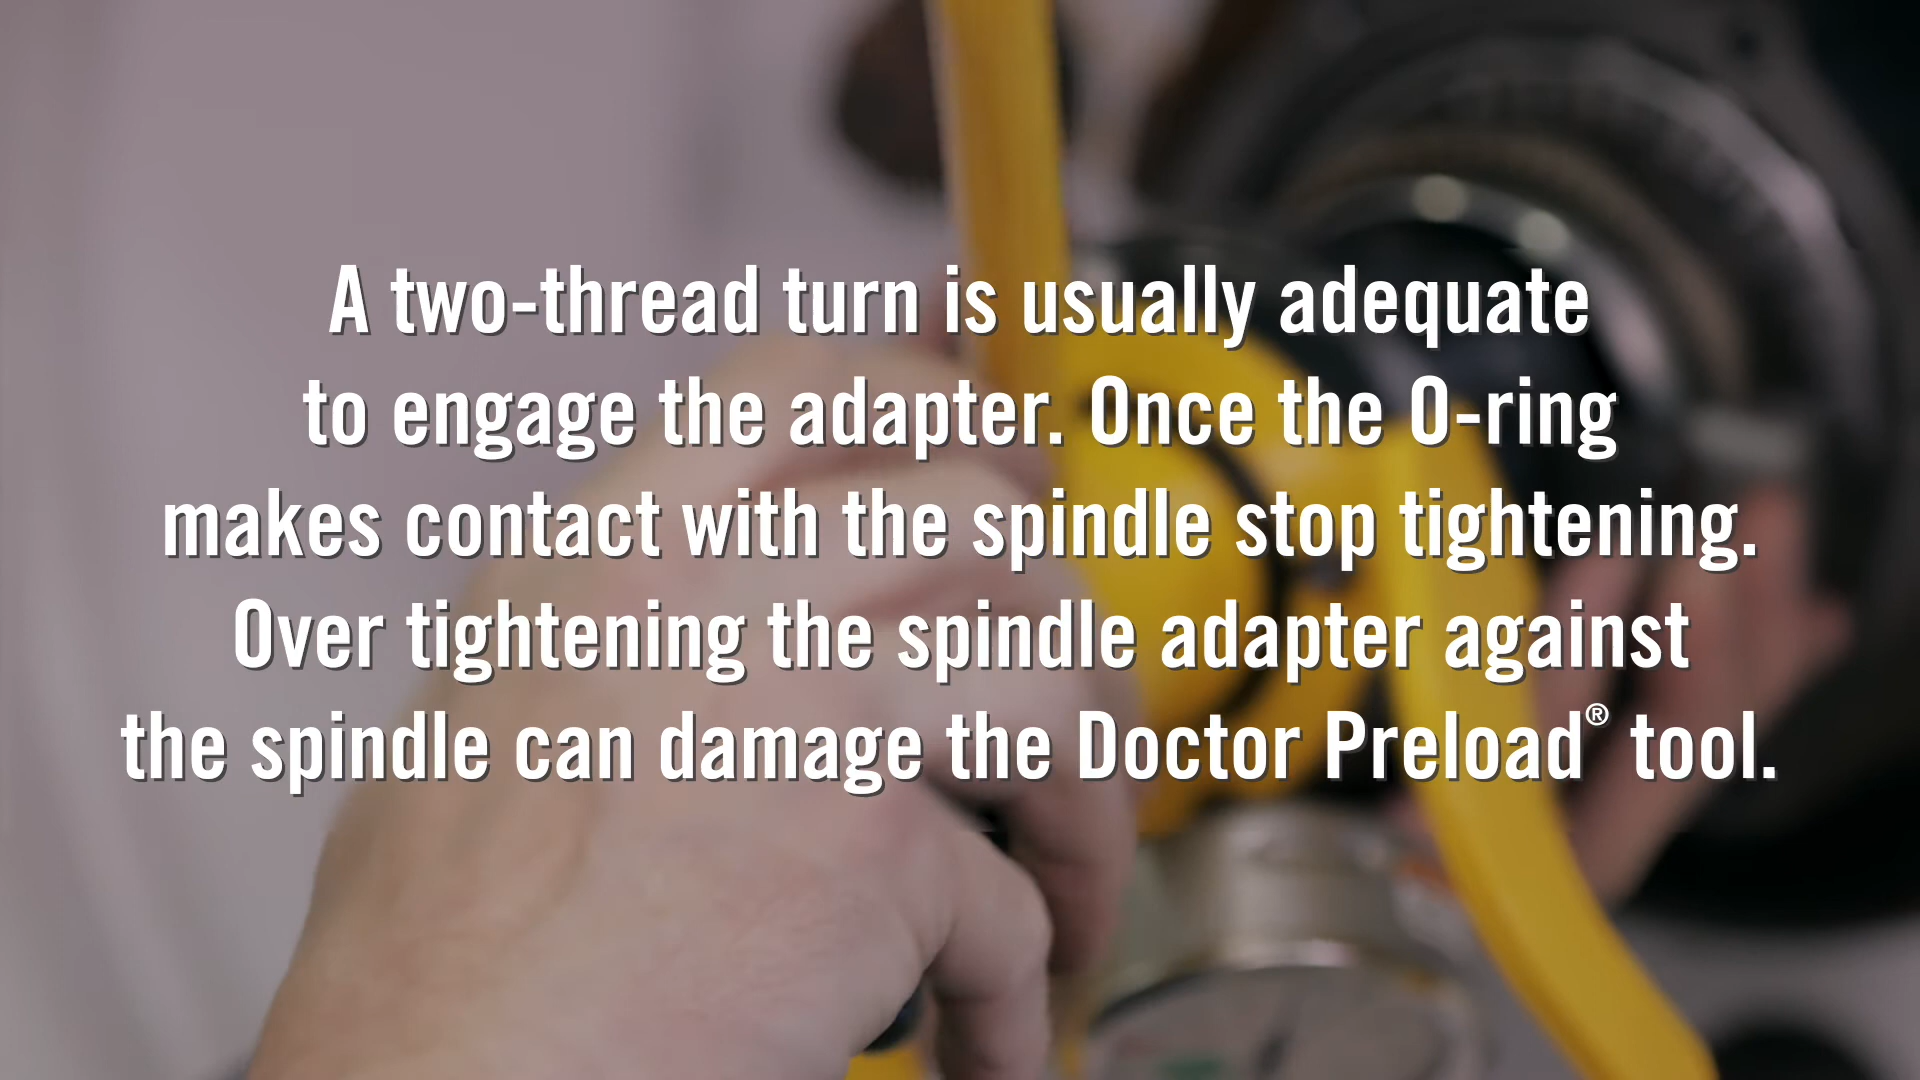 A two-thread turn is usually adequate
to engage the adapter. Once the O-ring
makes contact with the spindle stop tightening.
Over tightening the spindle adapter against
the spindle can damage the Doctor Preload® tool.